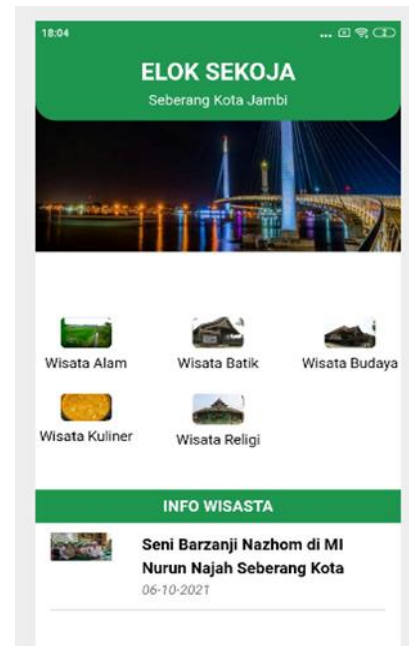 18:04
ELOK SEKOJA
Seberang Kota Jambi
Wisata Alam
Wisata Batik
Wisata Budaya
Wisata Kuliner
Wisata Religi
INFO WISASTA
Seni Barzanji Nazhom di MI
Nurun Najah Seberang Kota
06-10-2021